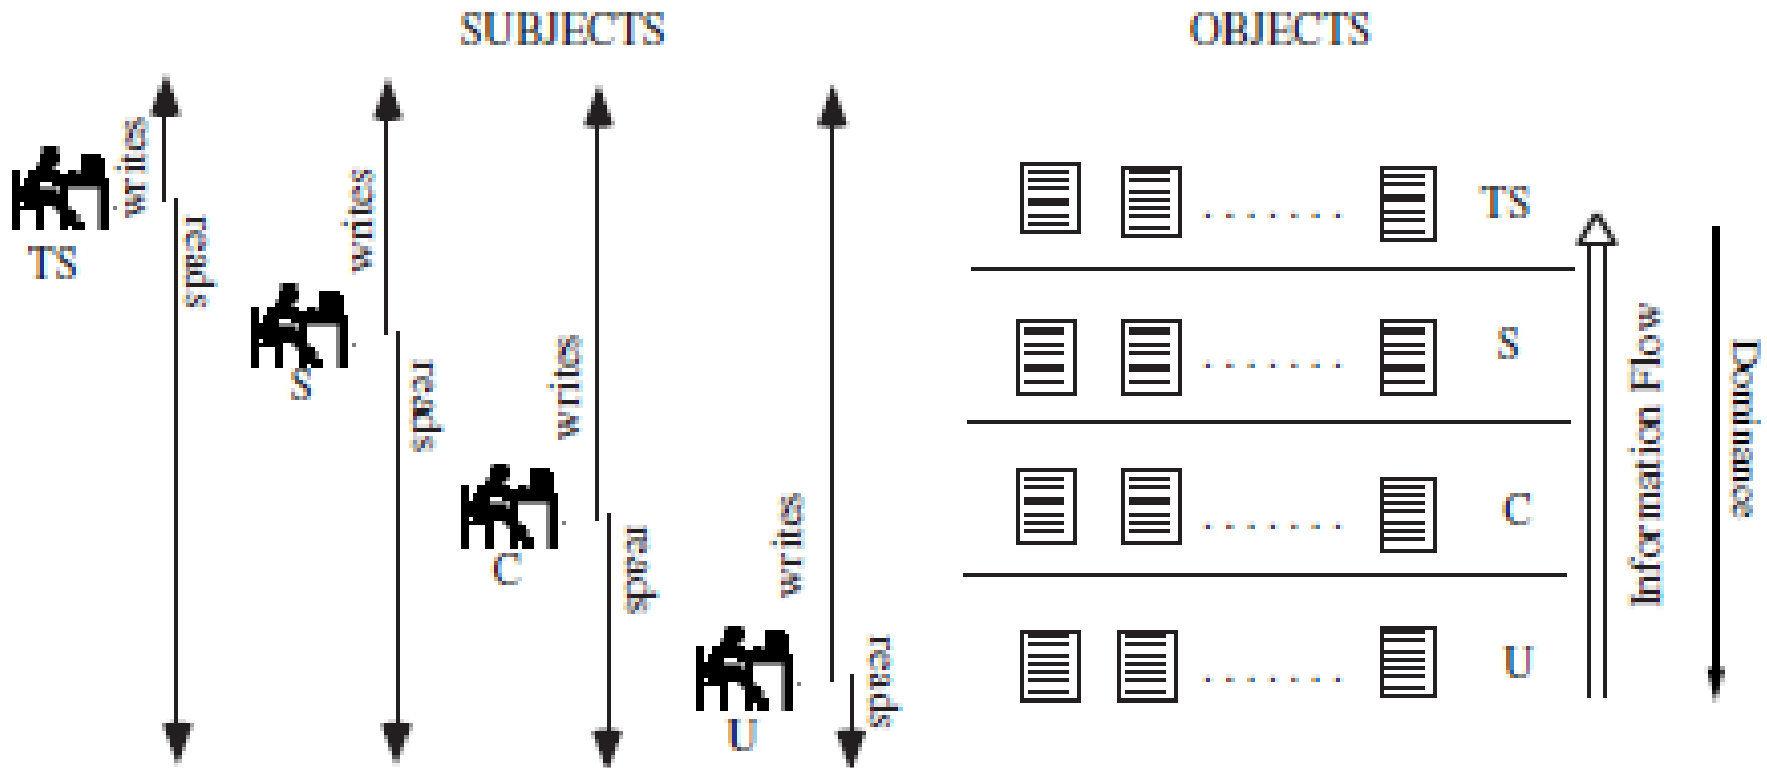 SUBJECTS
OBJECTS
writes
reads
TS
writes
reads
S
writes
reads
C
writes
reads
U
TS
S
C
U
Information Flow
Dominance